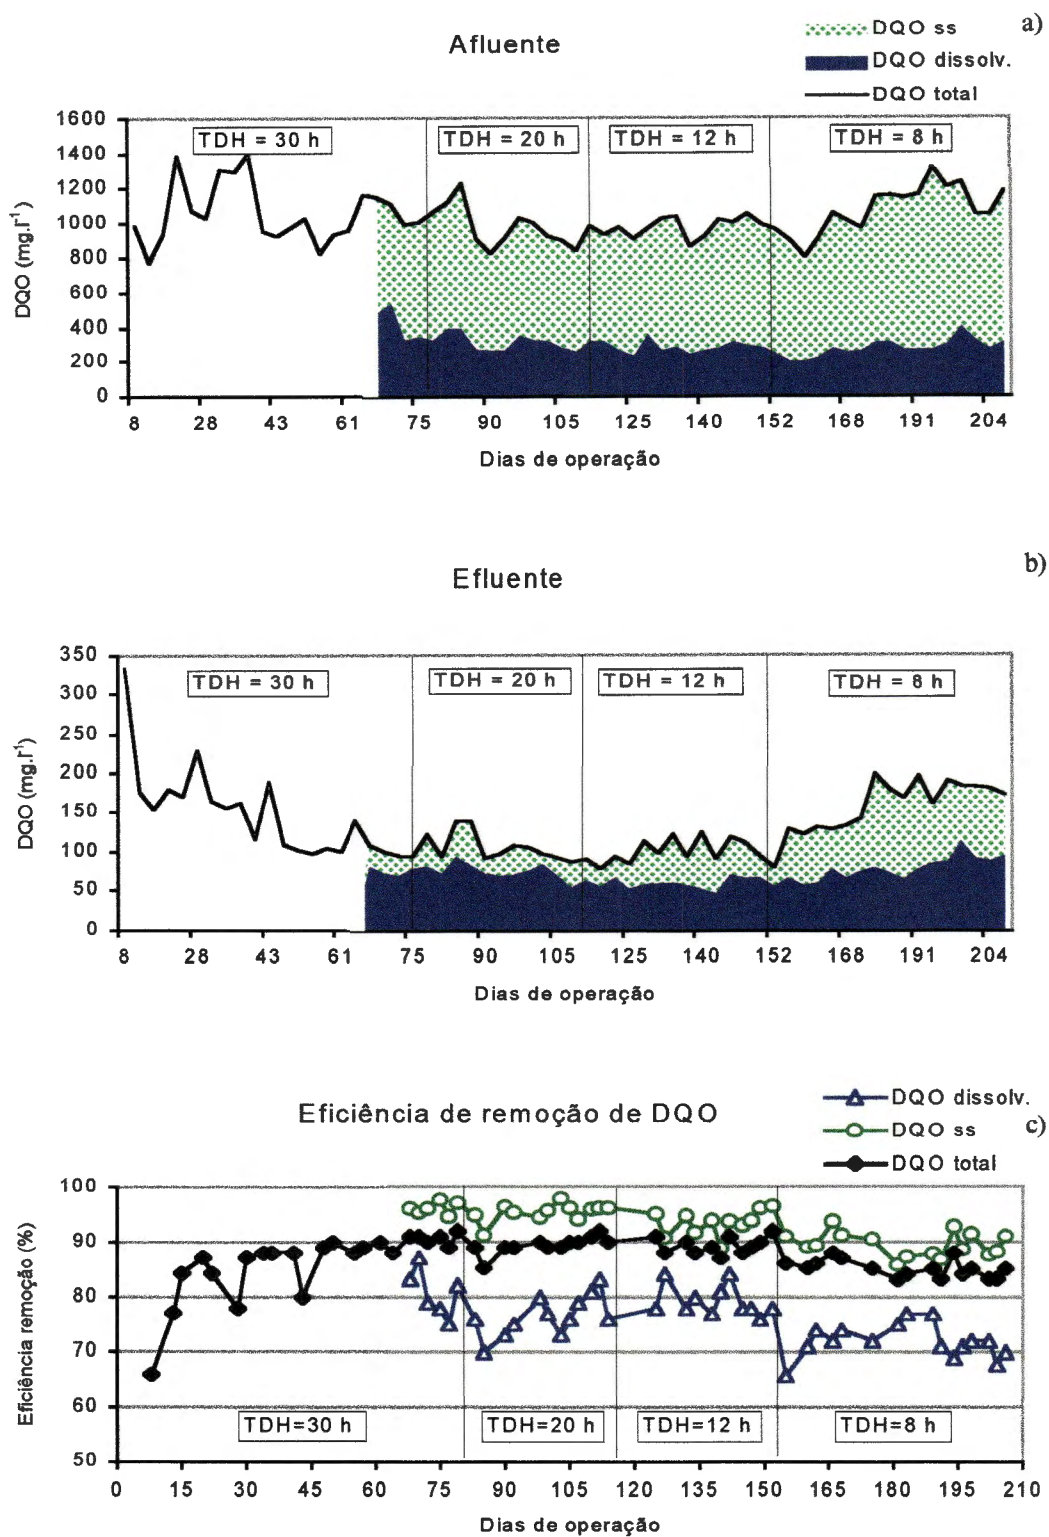 a)
Afluente
DQO ss
DQO dissolv.
DQO total
DQO (mg.l⁻¹)
1600
1400
1200
1000
800
600
400
200
0
TDH = 30 h
TDH = 20 h
TDH = 12 h
TDH = 8 h
8 28 43 61 75 90 105 125 140 152 168 191 204
Dias de operação
b)
Efluente
DQO (mg.l⁻¹)
350
300
250
200
150
100
50
0
TDH = 30 h
TDH = 20 h
TDH = 12 h
TDH = 8 h
8 28 43 61 75 90 105 125 140 152 168 191 204
Dias de operação
c)
Eficiência de remoção de DQO
DQO dissolv.
DQO ss
DQO total
Eficiência remoção (%)
100
90
80
70
60
50
TDH=30 h
TDH=20 h
TDH=12 h
TDH=8 h
0 15 30 45 60 75 90 105 120 135 150 165 180 195 210
Dias de operação